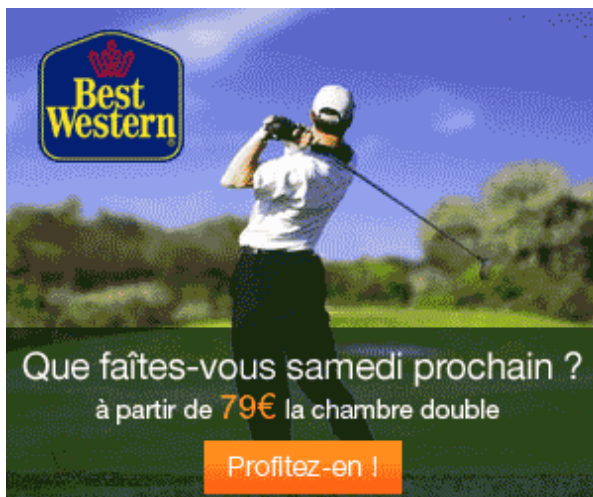 Best
Western
Que faîtes-vous samedi prochain ?
à partir de 79€ la chambre double
Profitez-en !